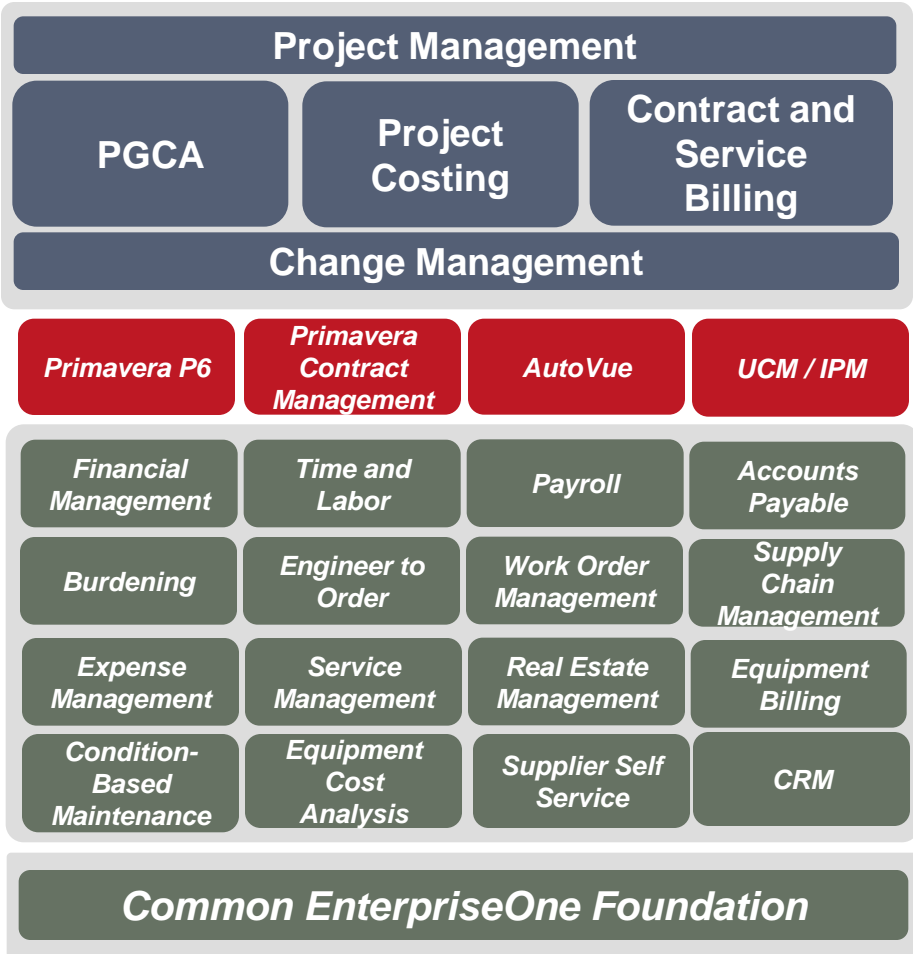 Project Management
PGCA
Project
Costing
Contract and
Service
Billing
Change Management
Primavera P6
Primavera
Contract
Management
AutoVue
UCM / IPM
Financial
Management
Time and
Labor
Payroll
Accounts
Payable
Burdening
Engineer to
Order
Work Order
Management
Supply
Chain
Management
Expense
Management
Service
Management
Real Estate
Management
Equipment
Billing
Condition-
Based
Maintenance
Equipment
Cost
Analysis
Supplier Self
Service
CRM
Common EnterpriseOne Foundation